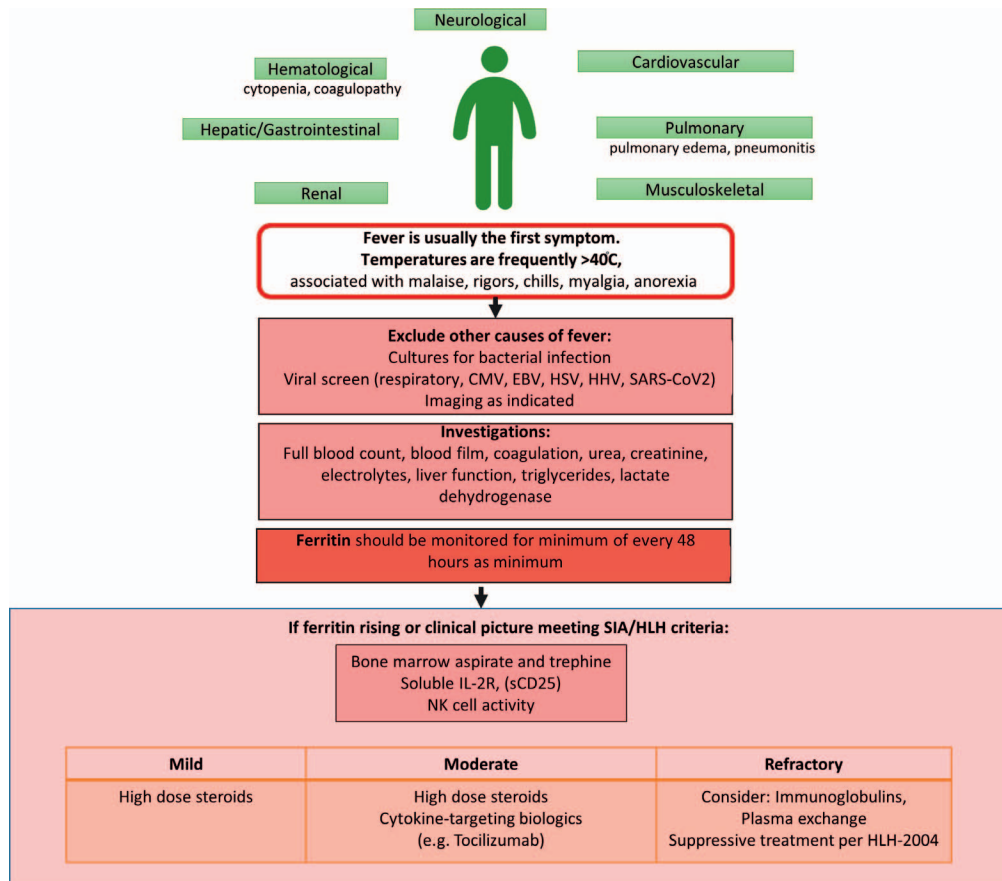 Neurological
Hematological
cytopenia, coagulopathy
Cardiovascular
Hepatic/Gastrointestinal
Pulmonary
pulmonary edema, pneumonitis
Renal
Musculoskeletal
Fever is usually the first symptom.
Temperatures are frequently >40°C,
associated with malaise, rigors, chills, myalgia, anorexia
Exclude other causes of fever:
Cultures for bacterial infection
Viral screen (respiratory, CMV, EBV, HSV, HHV, SARS-CoV2)
Imaging as indicated
Investigations:
Full blood count, blood film, coagulation, urea, creatinine,
electrolytes, liver function, triglycerides, lactate
dehydrogenase
Ferritin should be monitored for minimum of every 48
hours as minimum
If ferritin rising or clinical picture meeting SIA/HLH criteria:
Bone marrow aspirate and trephine
Soluble IL-2R, (sCD25)
NK cell activity
Mild
Moderate
Refractory
High dose steroids
High dose steroids
Cytokine-targeting biologics
(e.g. Tocilizumab)
Consider: Immunoglobulins,
Plasma exchange
Suppressive treatment per HLH-2004